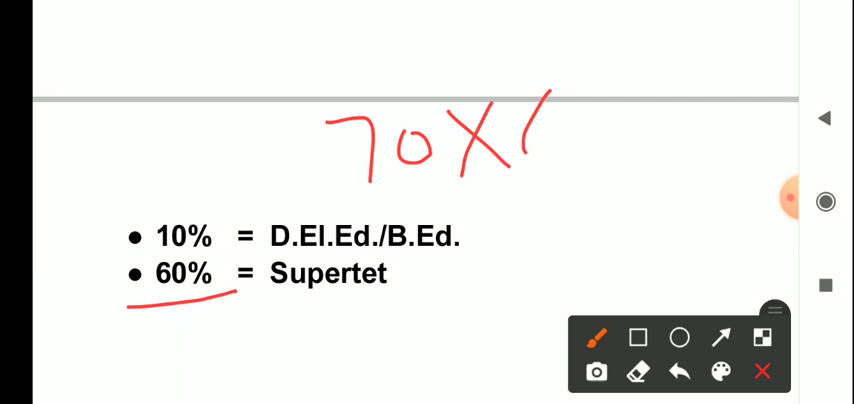 70X
● 10% = D.El.Ed./B.Ed.
● 60% = Supertet